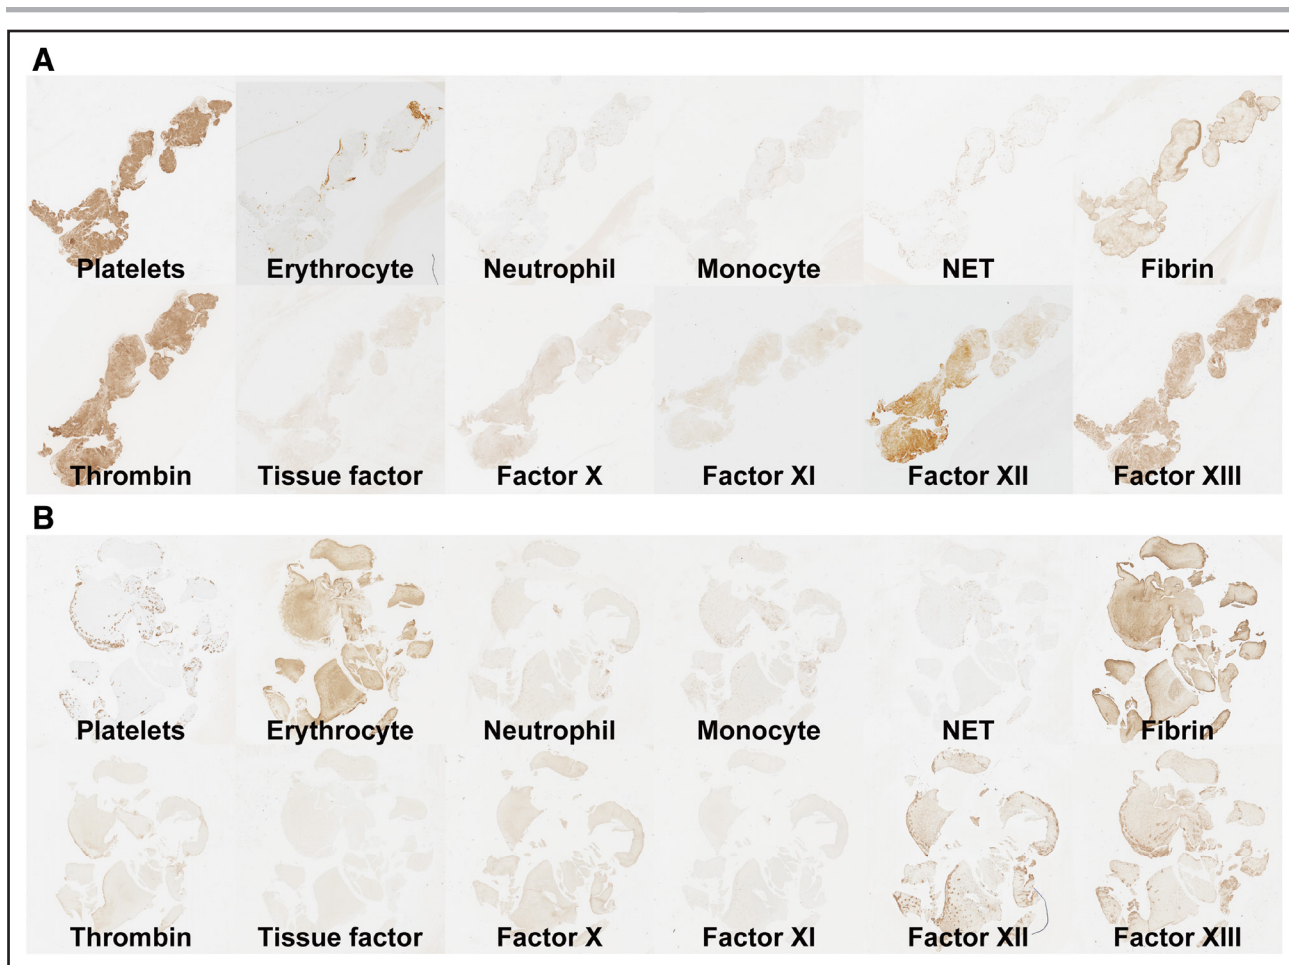 A
Platelets Erythrocyte Neutrophil Monocyte NET Fibrin
Thrombin Tissue factor Factor X Factor XI Factor XII Factor XIII
B
Platelets Erythrocyte Neutrophil Monocyte NET Fibrin
Thrombin Tissue factor Factor X Factor XI Factor XII Factor XIII